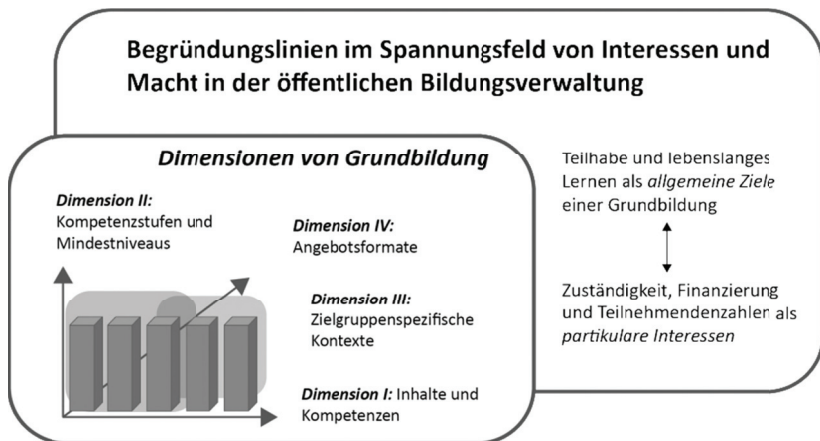 Begründungslinien im Spannungsfeld von Interessen und
Macht in der öffentlichen Bildungsverwaltung
Dimensionen von Grundbildung
Dimension II:
Kompetenzstufen und
Mindestniveaus
Dimension IV:
Angebotsformate
Dimension III:
Zielgruppenspezifische
Kontexte
Dimension I: Inhalte und
Kompetenzen
Teilhabe und lebenslanges
Lernen als allgemeine Ziele
einer Grundbildung
Zuständigkeit, Finanzierung
und Teilnehmendenzahlen als
partikulare Interessen